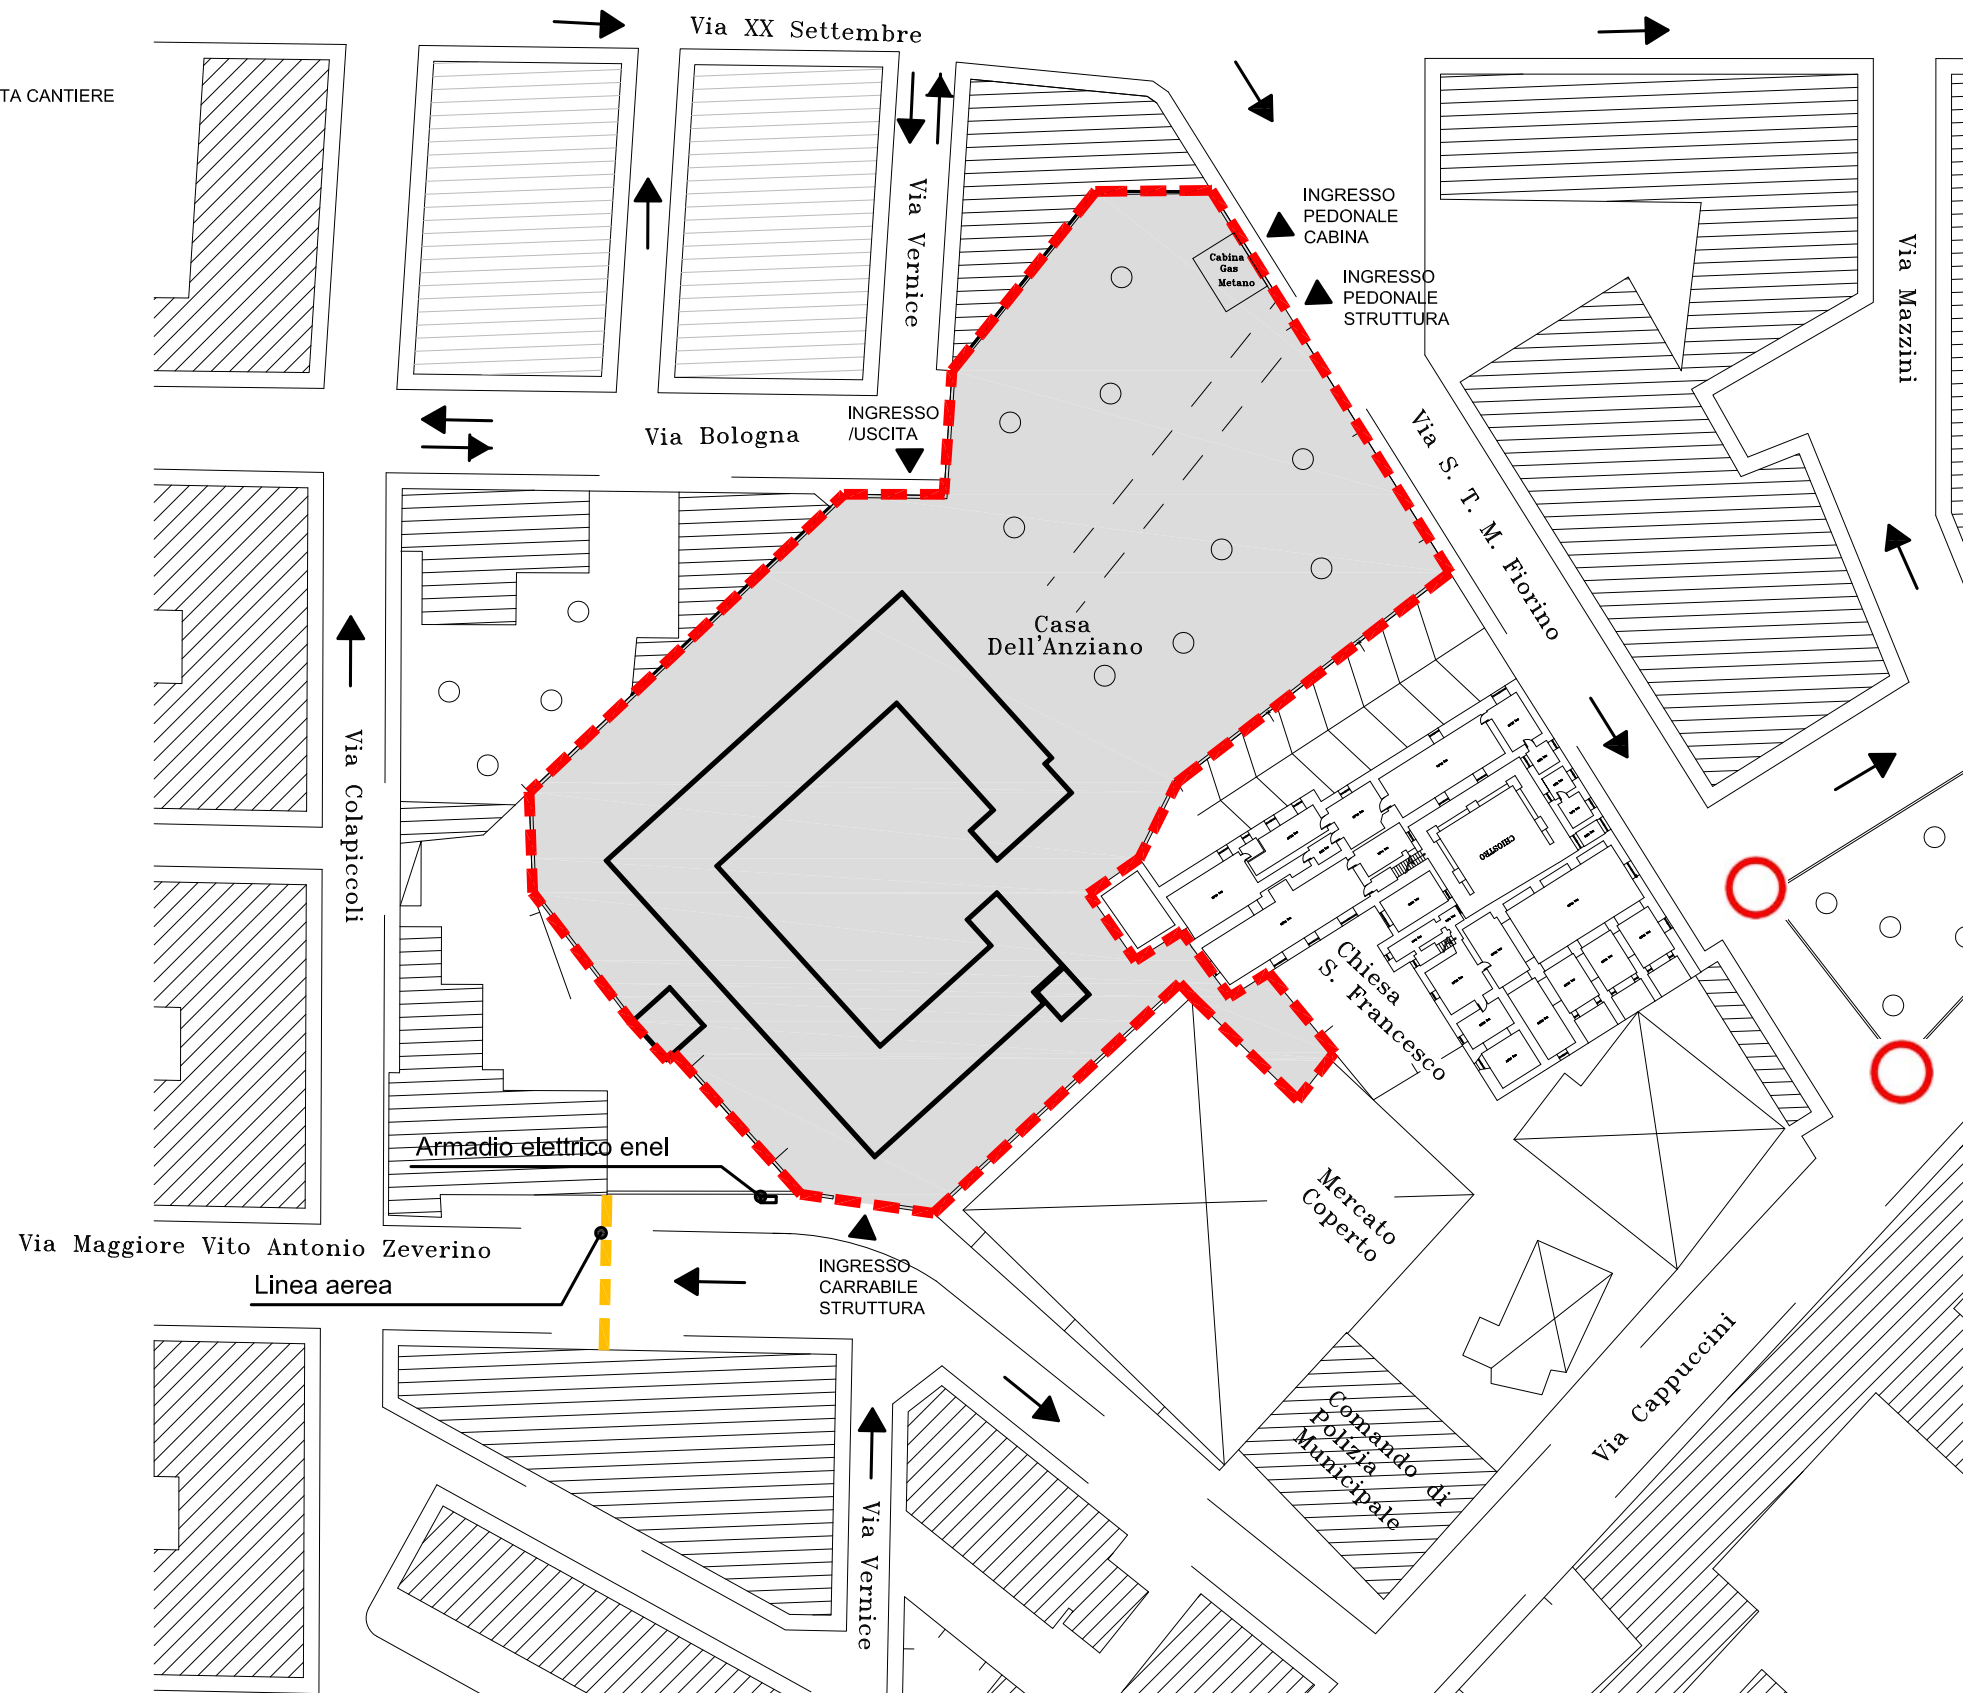 Via XX Settembre
TA CANTIERE
Via Vernice
INGRESSO
PEDONALE
CABINA
Cabina
Gas
Metano
INGRESSO
PEDONALE
STRUTTURA
Via Mazzini
INGRESSO
/USCITA
Via Bologna
Via S. T. M. Fiorino
Casa
Dell'Anziano
Via Colapiccoli
CHIOSTRO
Chiesa
S. Francesco
Armadio elettrico enel
Mercato
Coperto
Via Maggiore Vito Antonio Zeverino
Linea aerea
INGRESSO
CARRABILE
STRUTTURA
Via Cappuccini
Comando di
Polizia
Municipale
Via Vernice